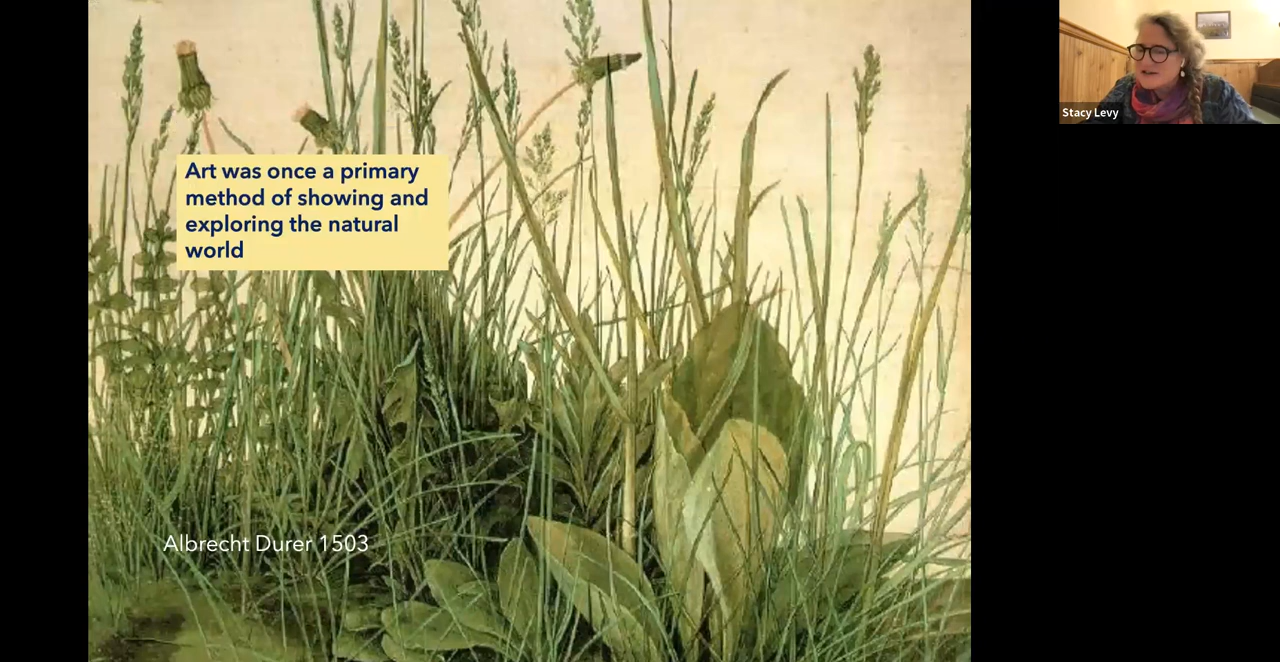 Art was once a primary
method of showing and
exploring the natural
world
Albrecht Durer 1503
Stacy Levy